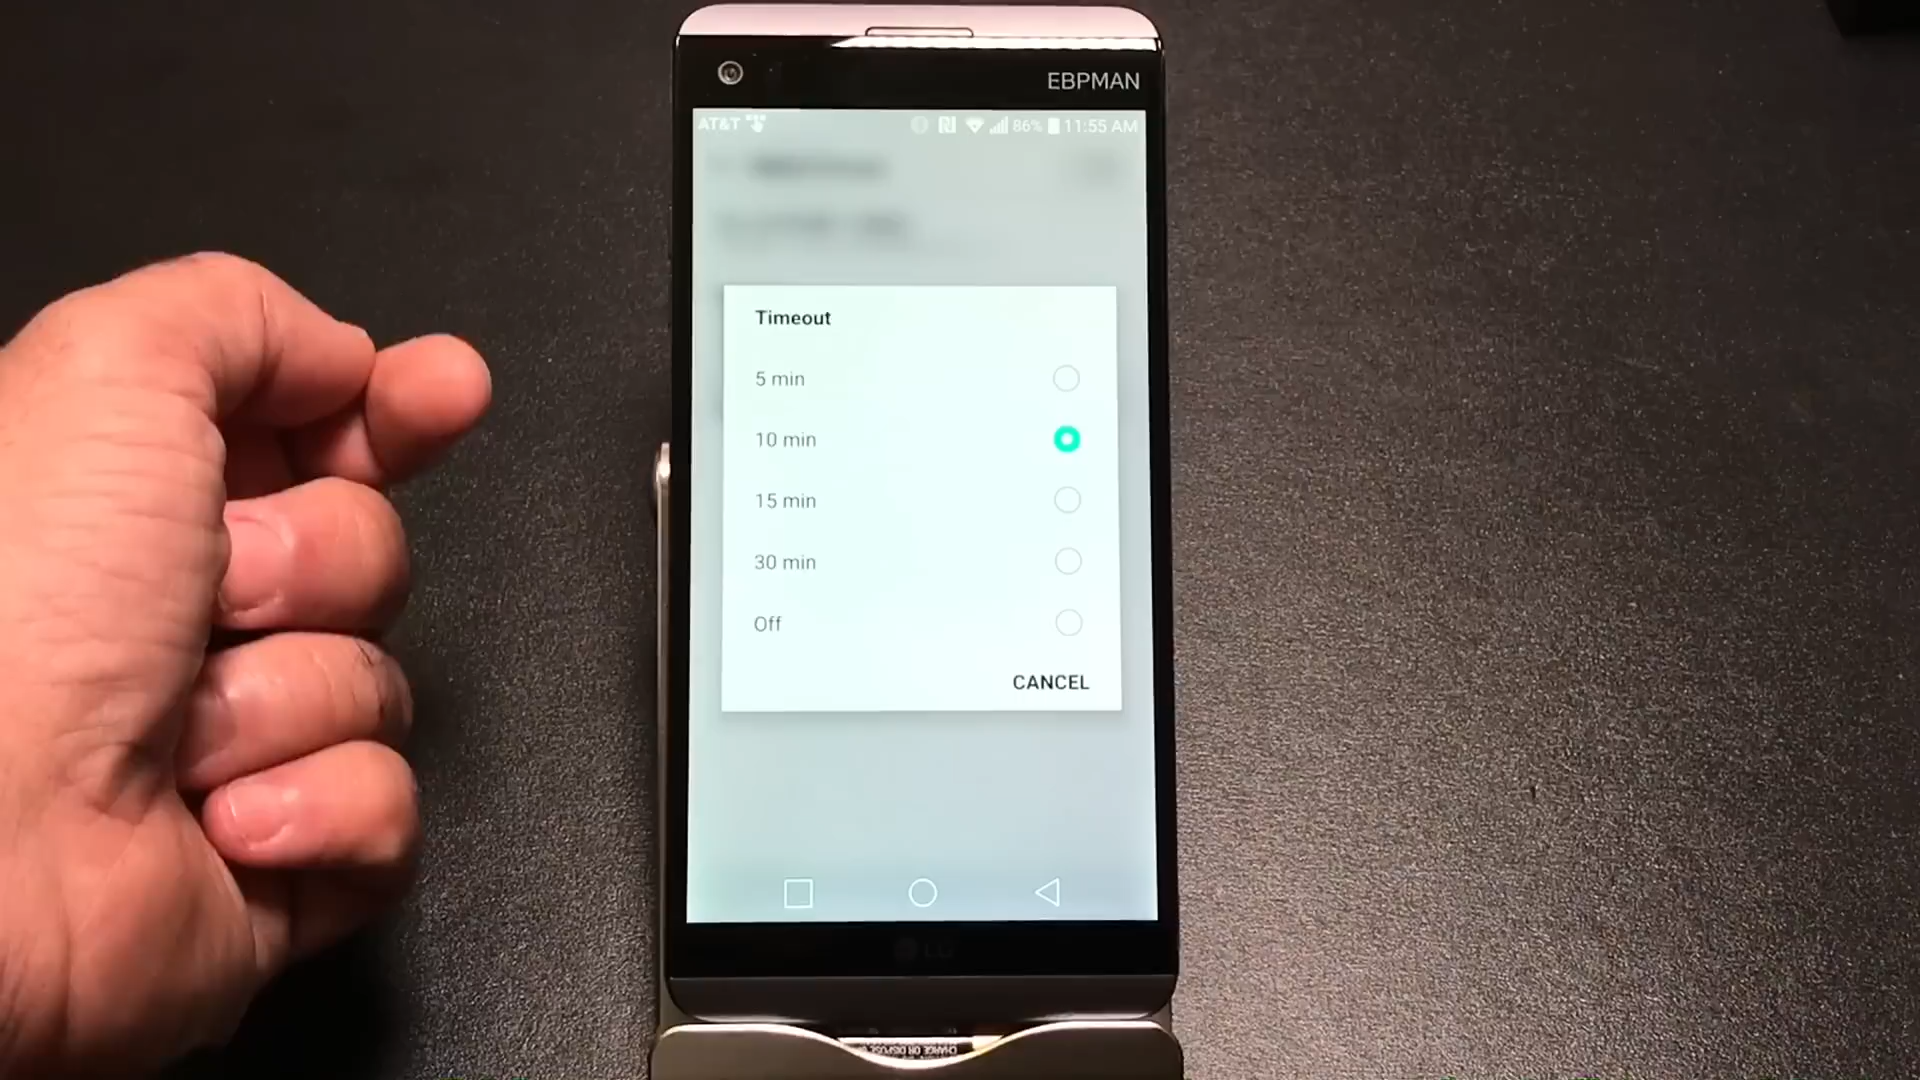 EBPMAN
AT&T 86% 11:55 AM
Timeout
5 min
10 min
15 min
30 min
Off
CANCEL
LG